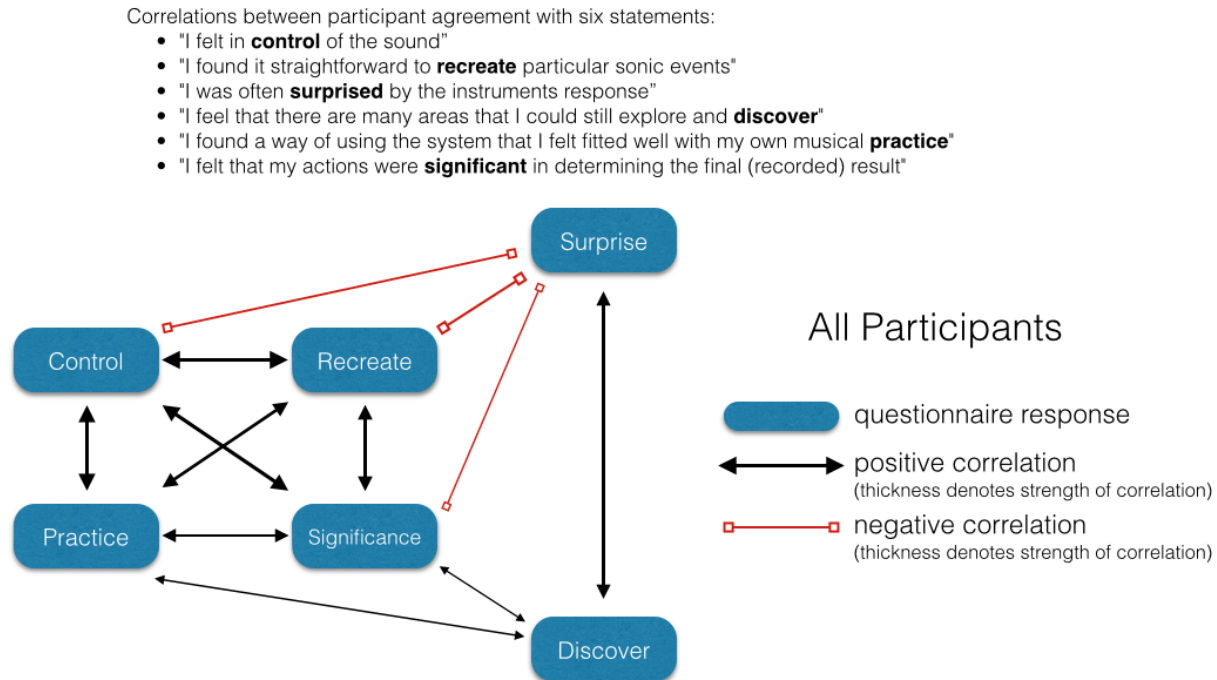 Correlations between participant agreement with six statements:
• "I felt in control of the sound”
• "I found it straightforward to recreate particular sonic events"
• "I was often surprised by the instruments response”
• "I feel that there are many areas that I could still explore and discover"
• "I found a way of using the system that I felt fitted well with my own musical practice"
• "I felt that my actions were significant in determining the final (recorded) result"
Surprise
All Participants
Control
Recreate
questionnaire response
positive correlation
(thickness denotes strength of correlation)
Practice
Significance
negative correlation
(thickness denotes strength of correlation)
Discover